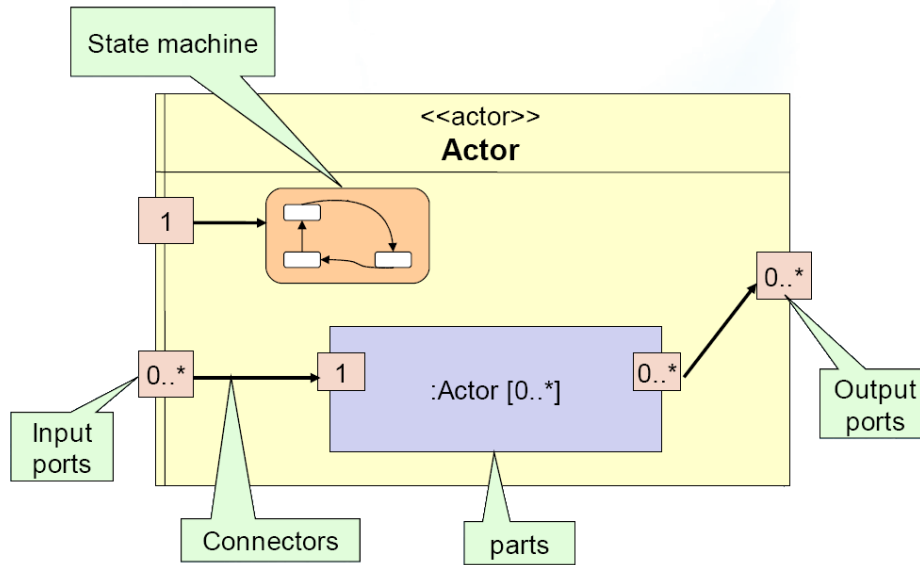 State machine
<<actor>>
Actor
1
0..*
0..*
1
:Actor [0..*]
0..*
Input
ports
Output
ports
Connectors
parts